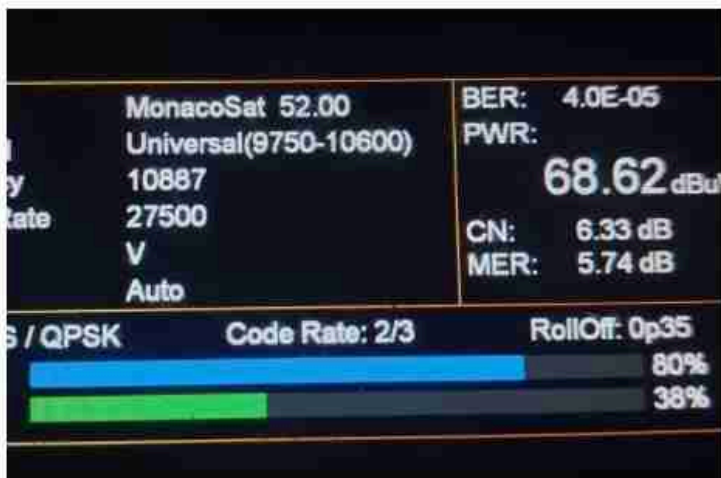 MonacoSat 52.00
Universal(9750-10600)
10887
27500
V
Auto
BER: 4.0E-05
PWR:
68.62 dBu
CN: 6.33 dB
MER: 5.74 dB
S / QPSK Code Rate: 2/3 RollOff: 0p35
80%
38%